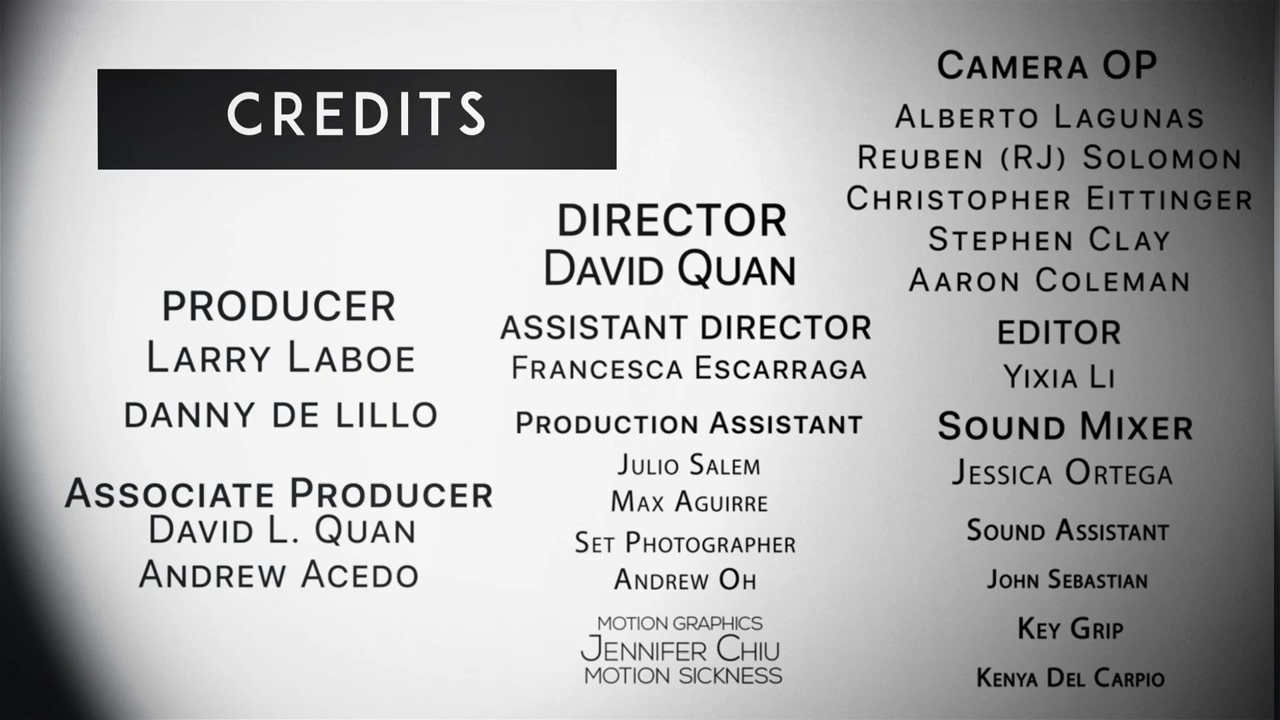 CREDITS
PRODUCER
LARRY LABOE
DANNY DE LILLO
ASSOCIATE PRODUCER
DAVID L. QUAN
ANDREW ACEDO
DIRECTOR
DAVID QUAN
ASSISTANT DIRECTOR
FRANCESCA ESCARRAGA
PRODUCTION ASSISTANT
JULIO SALEM
MAX AGUIRRE
SET PHOTOGRAPHER
ANDREW OH
MOTION GRAPHICS
JENNIFER CHIU
MOTION SICKNESS
CAMERA OP
ALBERTO LAGUNAS
REUBEN (RJ) SOLOMON
CHRISTOPHER EITTINGER
STEPHEN CLAY
AARON COLEMAN
EDITOR
YIXIA LI
SOUND MIXER
JESSICA ORTEGA
SOUND ASSISTANT
JOHN SEBASTIAN
KEY GRIP
KENYA DEL CARPIO